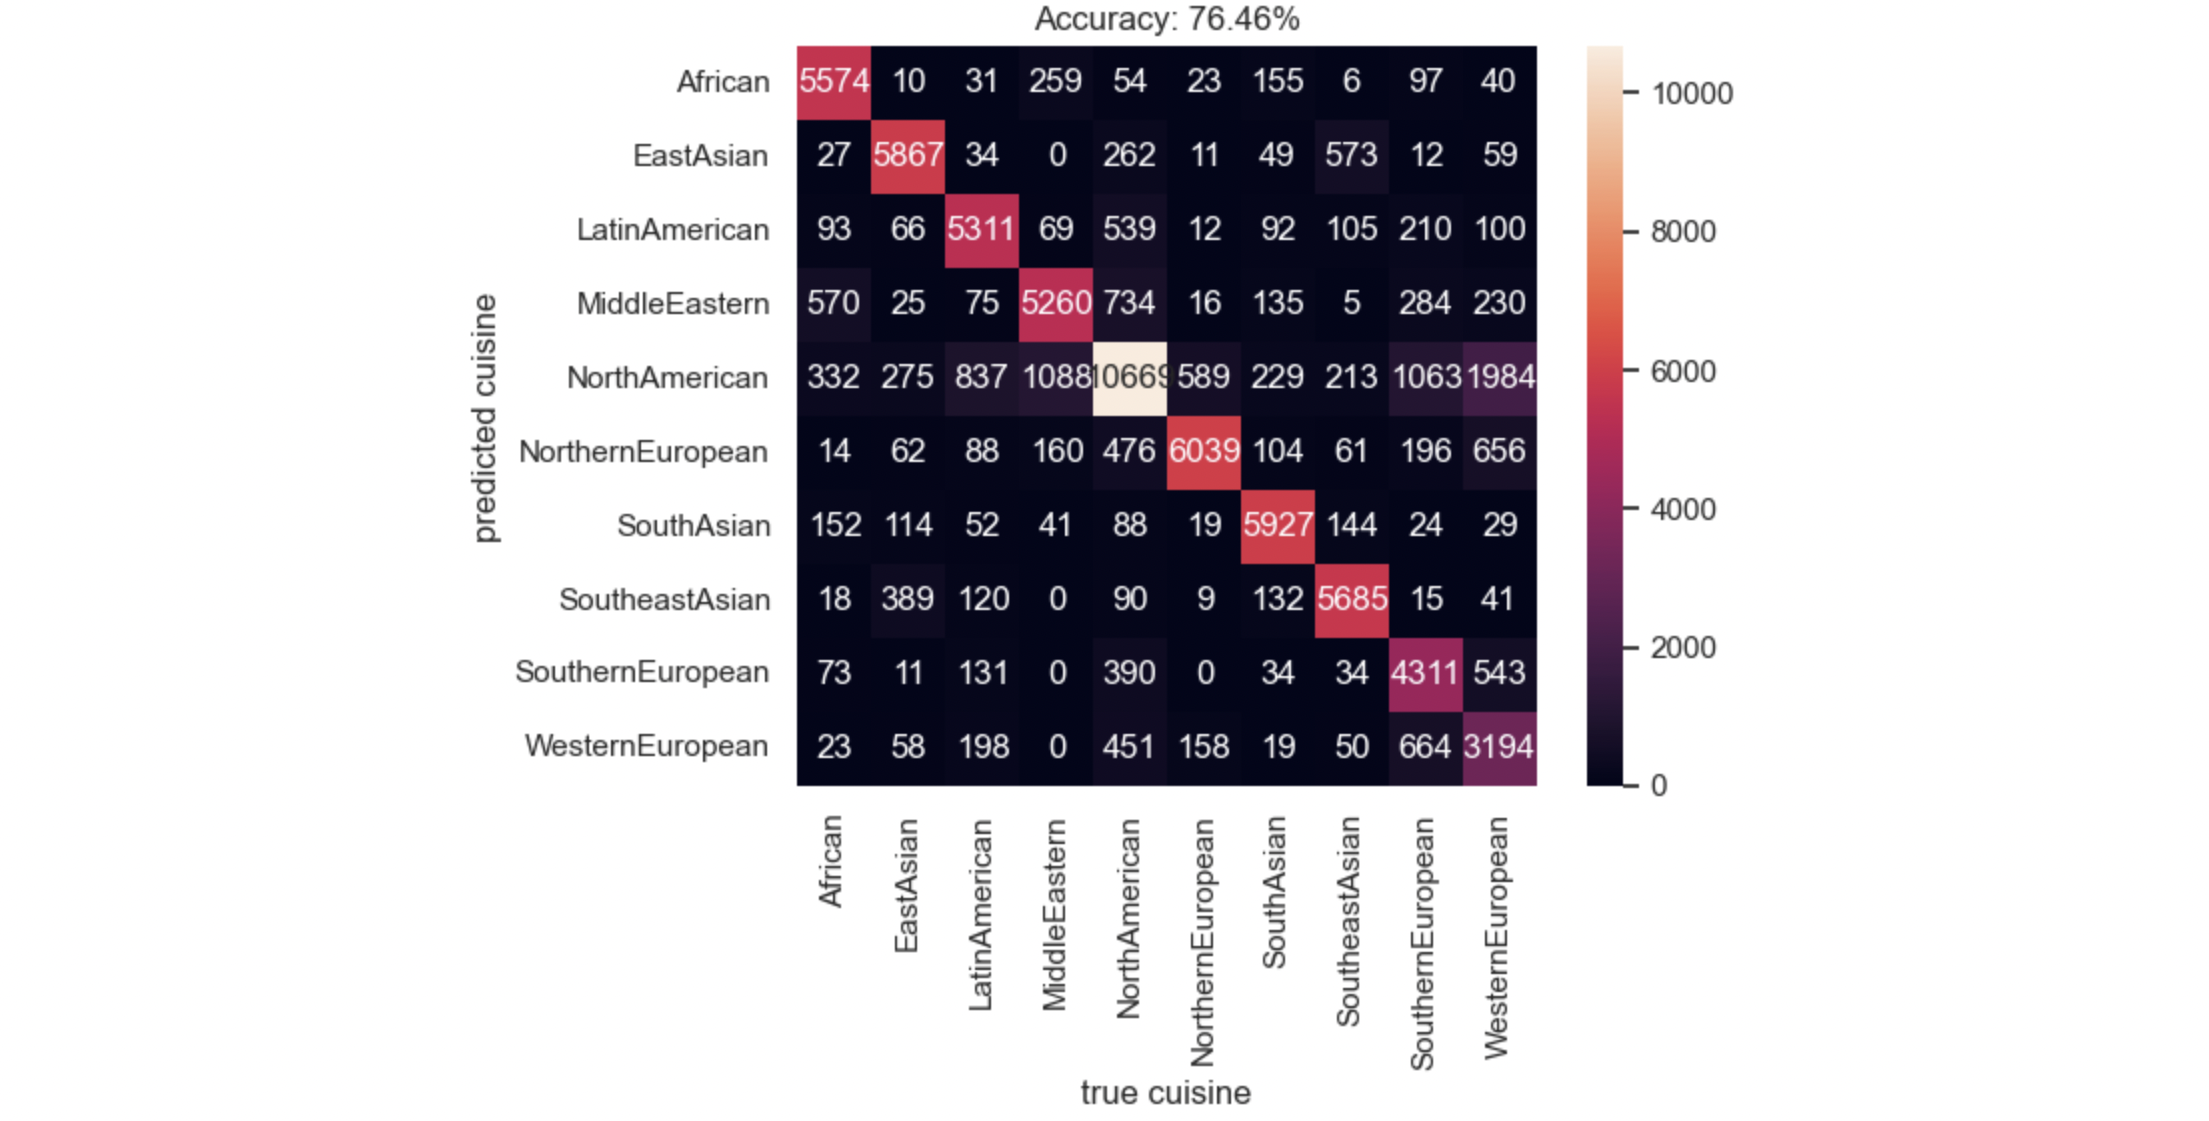 Accuracy: 76.46%
African 5574 10 31 259 54 23 155 6 97 40
EastAsian 27 5867 34 0 262 11 49 573 12 59
LatinAmerican 93 66 5311 69 539 12 92 105 210 100
MiddleEastern 570 25 75 5260 734 16 135 5 284 230
NorthAmerican 332 275 837 1088 10669 589 229 213 1063 1984
NorthernEuropean 14 62 88 160 476 6039 104 61 196 656
SouthAsian 152 114 52 41 88 19 5927 144 24 29
SoutheastAsian 18 389 120 0 90 9 132 5685 15 41
SouthernEuropean 73 11 131 0 390 0 34 34 4311 543
WesternEuropean 23 58 198 0 451 158 19 50 664 3194
predicted cuisine
African
EastAsian
LatinAmerican
MiddleEastern
NorthAmerican
NorthernEuropean
SouthAsian
SoutheastAsian
SouthernEuropean
WesternEuropean
true cuisine
10000
8000
6000
4000
2000
0